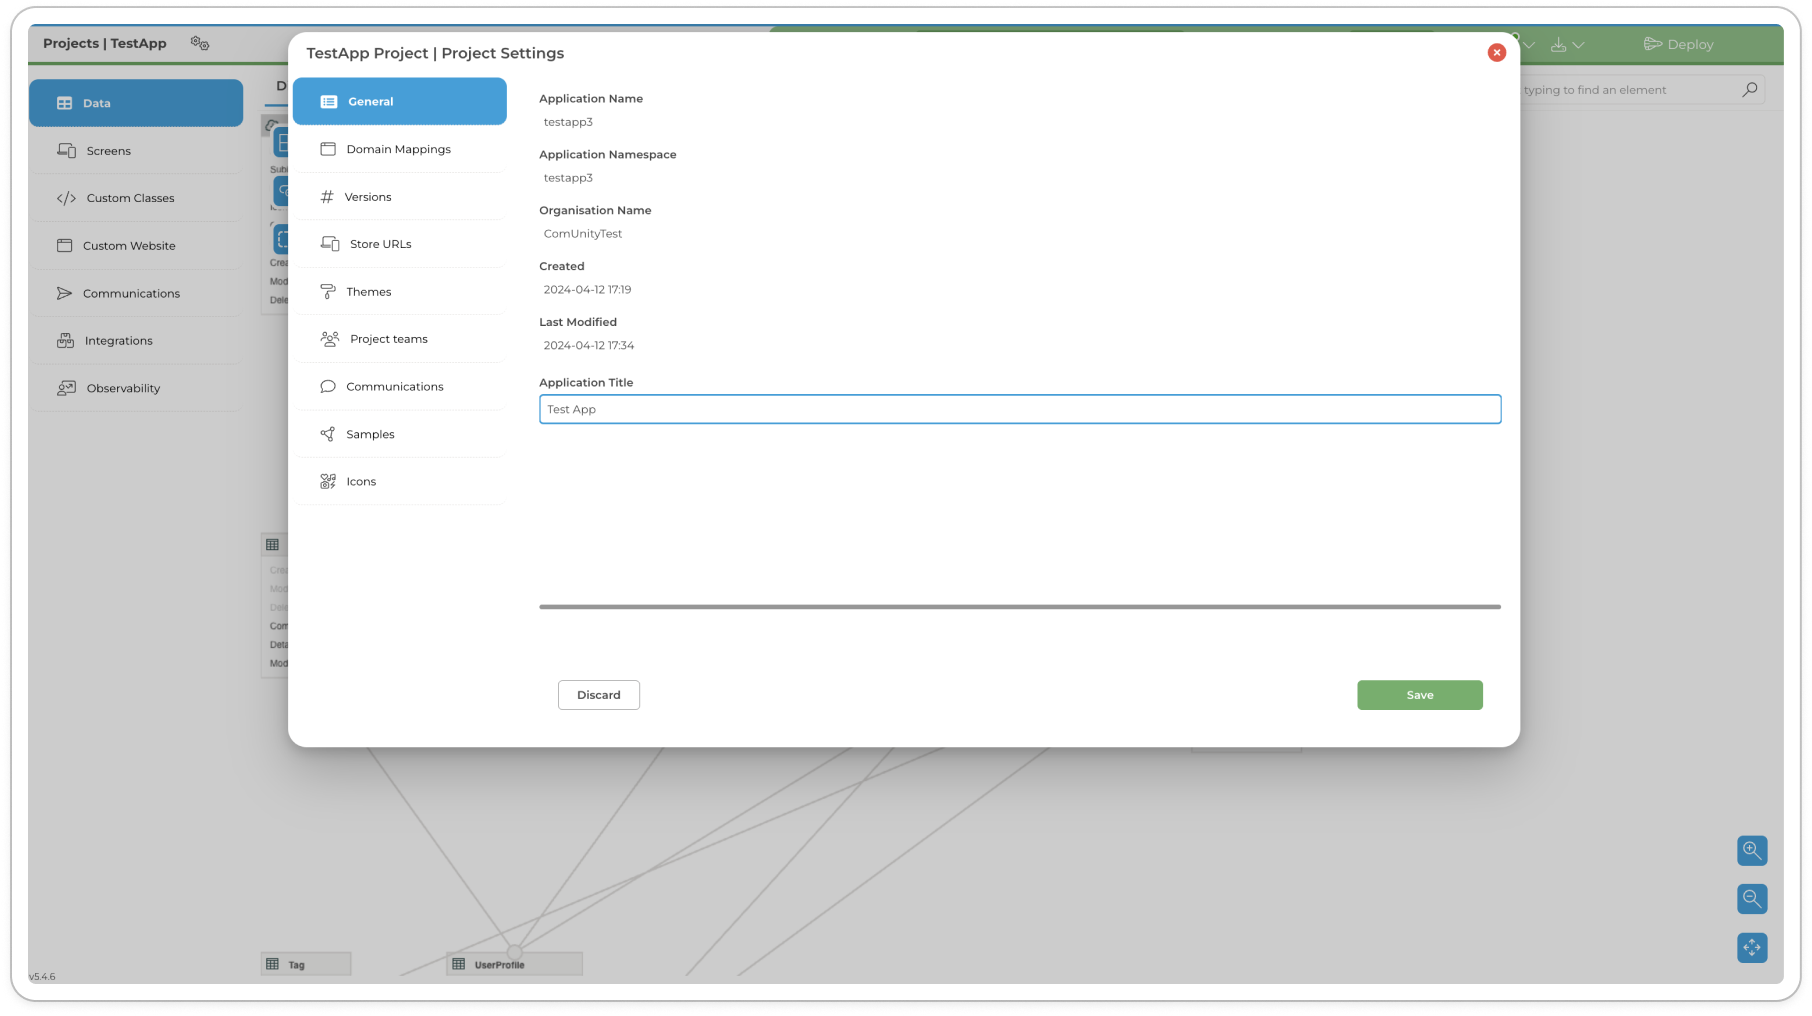 Projects | TestApp
Deploy
Data
Screens
Custom Classes
Custom Website
Communications
Integrations
Observability
typing to find an element
TestApp Project | Project Settings
General
Domain Mappings
Versions
Store URLs
Themes
Project teams
Communications
Samples
Icons
Application Name
testapp3
Application Namespace
testapp3
Organisation Name
ComUnityTest
Created
2024-04-12 17:19
Last Modified
2024-04-12 17:34
Application Title
Test App
Discard
Save
Tag
UserProfile
v5.4.6